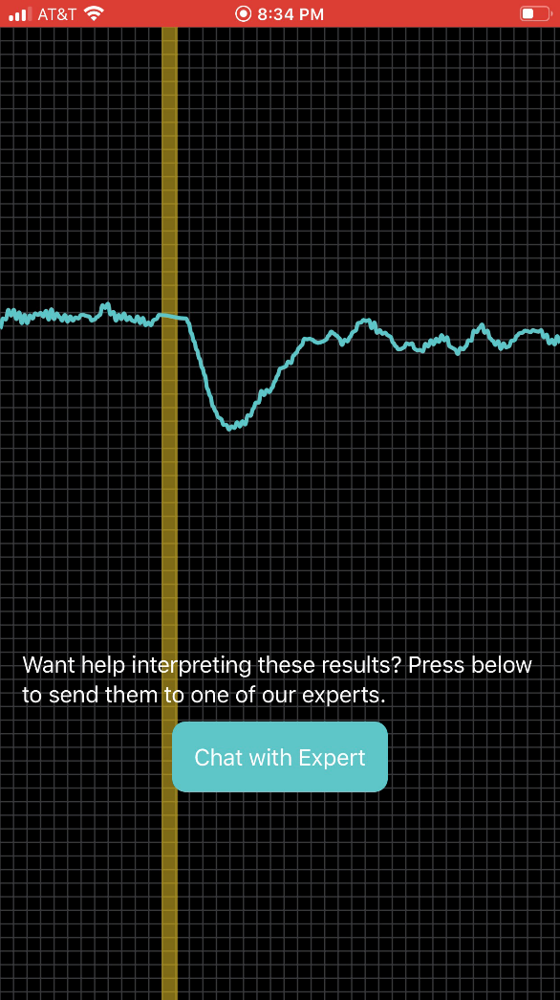 AT&T 8:34 PM
Want help interpreting these results? Press below
to send them to one of our experts.
Chat with Expert